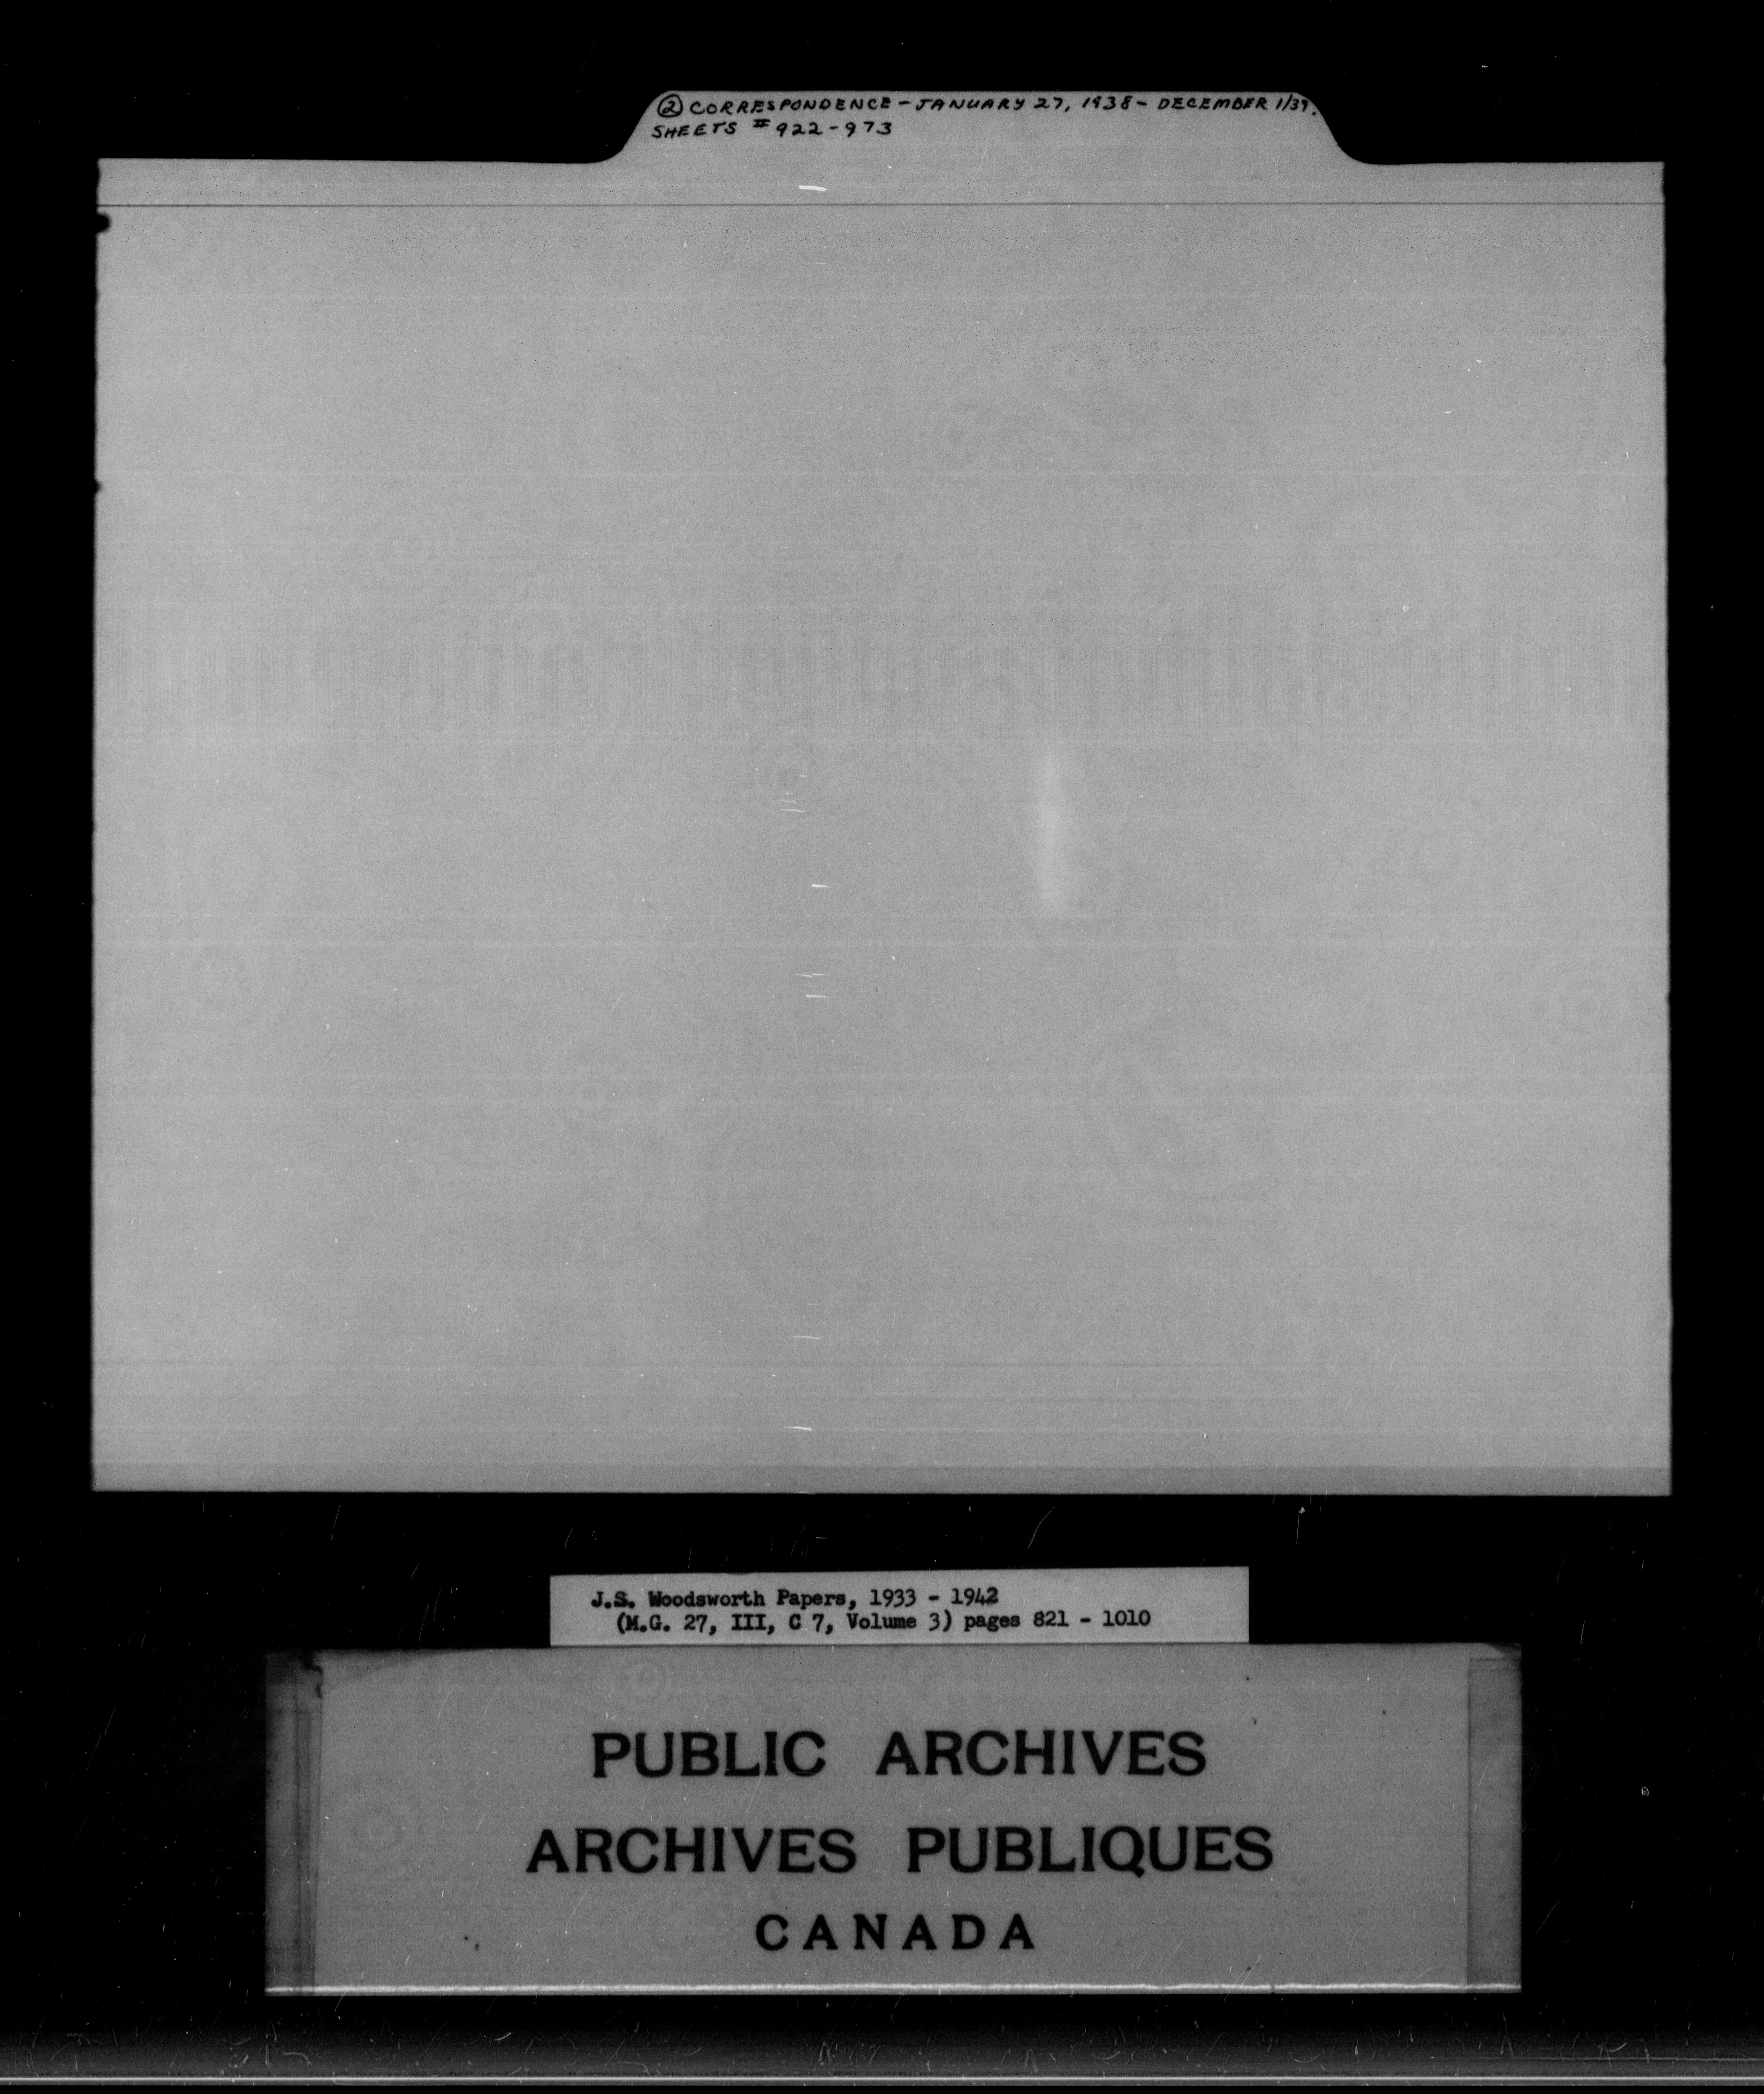 ② CORRESPONDENCE - JANUARY 27, 1938 - DECEMBER 1/39.
SHEETS # 922-973
J.S. Woodsworth Papers, 1933 - 1942
(M.G. 27, III, C 7, Volume 3) pages 821 - 1010
PUBLIC ARCHIVES
ARCHIVES PUBLIQUES
CANADA